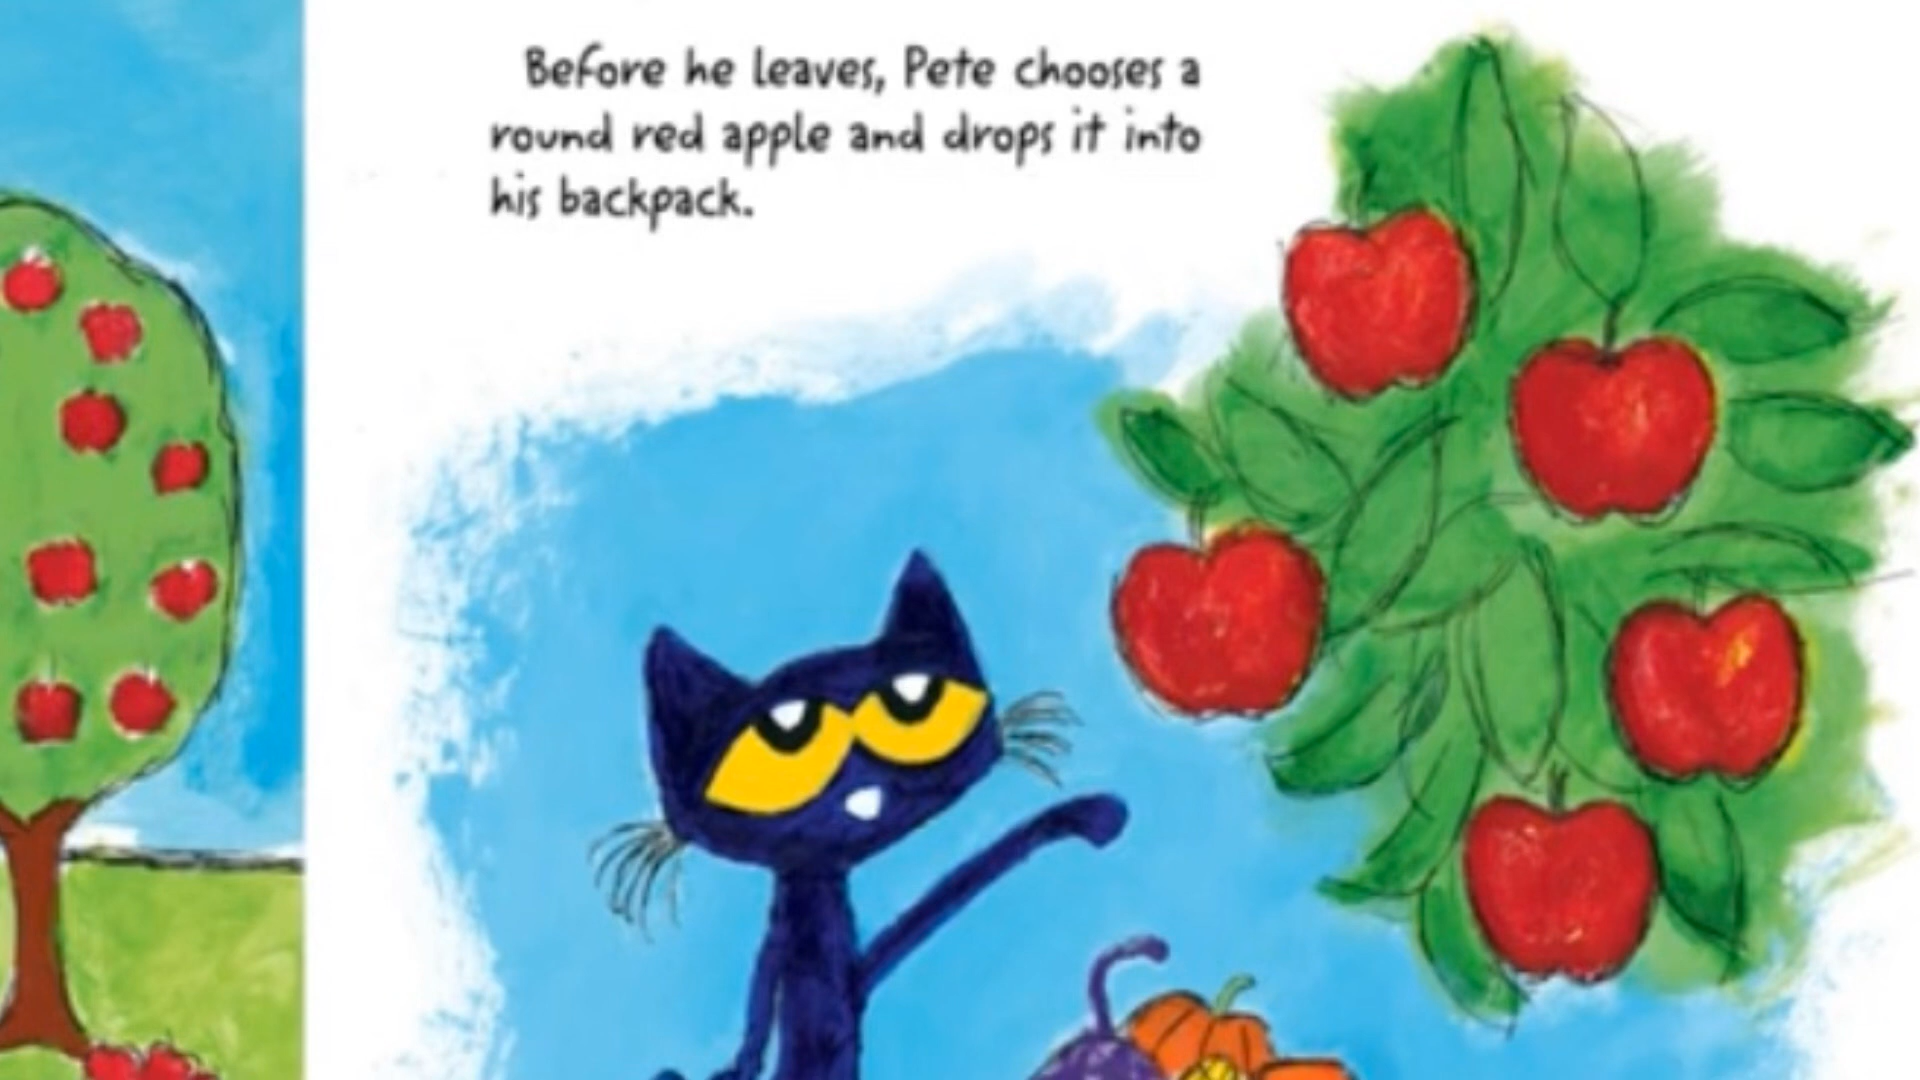 Before he leaves, Pete chooses a
round red apple and drops it into
his backpack.